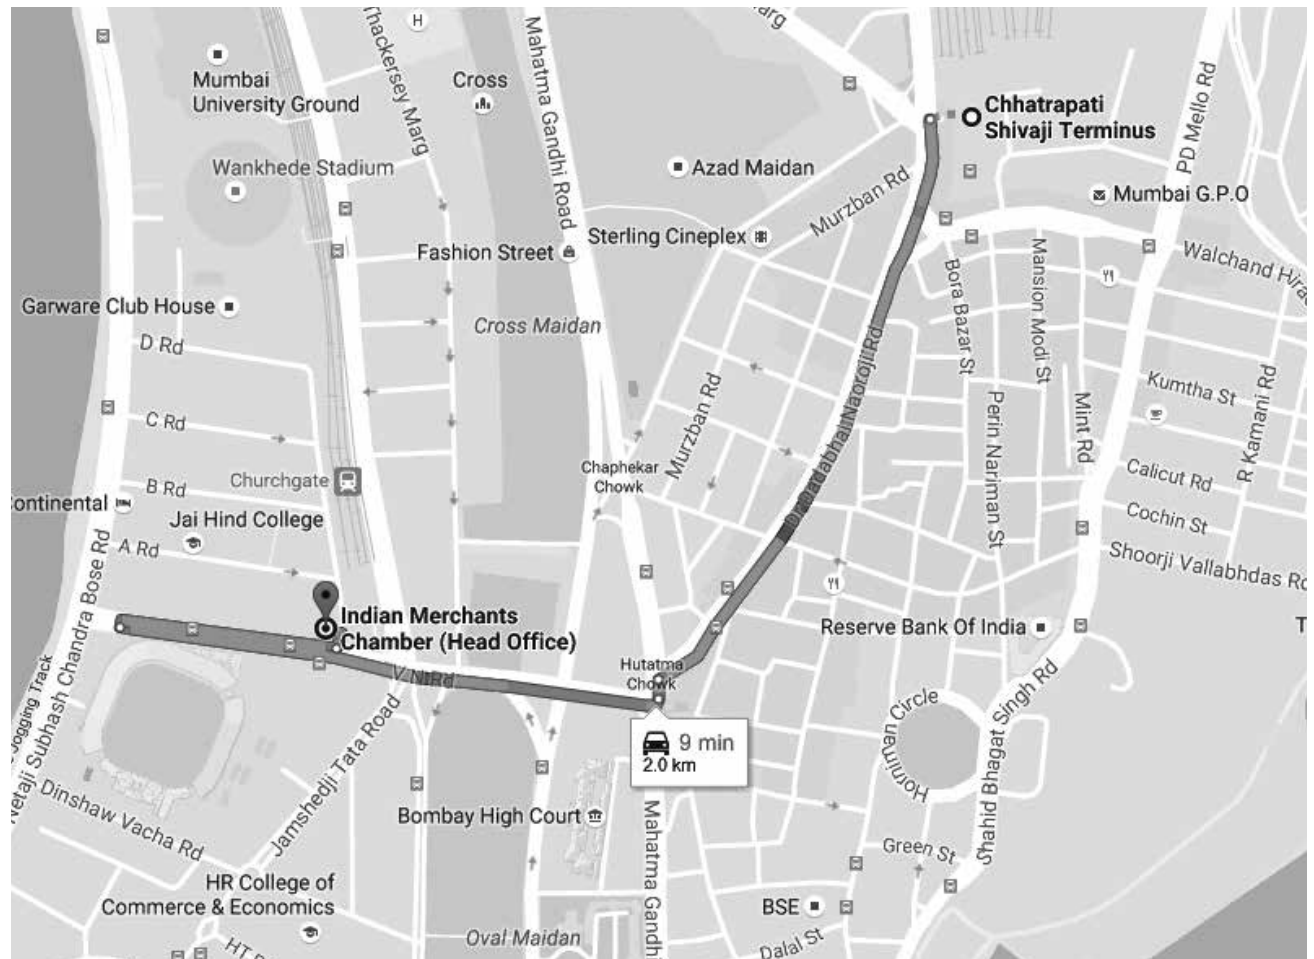 Marg
H
Thackersey Marg
Cross
Mahatma Gandhi Road
Mumbai
University Ground
Chhatrapati
Shivaji Terminus
PD Mello Rd
Wankhede Stadium
Azad Maidan
Murzban Rd
Mumbai G.P.O
Fashion Street
Sterling Cineplex
Walchand Hira
Bora Bazar St
Mansion Modi St
Garware Club House
Cross Maidan
D Rd
Dr Dadabhai Naoroji Rd
Murzban Rd
Kumtha St
Perin Nariman St
Mint Rd
R Kamani Rd
C Rd
Chaphekar
Chowk
Churchgate
Calicut Rd
B Rd
Continental
Cochin St
Jai Hind College
A Rd
Shoorji Vallabhdas Rd
Netaji Subhash Chandra Bose Rd
Indian Merchants
Chamber (Head Office)
Reserve Bank Of India
T
Hutatma
Chowk
V N Rd
Jogging Track
9 min
2.0 km
Horniman Circle
Shahid Bhagat Singh Rd
Jamshedji Tata Road
Dinshaw Vacha Rd
Bombay High Court
Mahatma Gandhi
Green St
HR College of
Commerce & Economics
BSE
Oval Maidan
Dalal St
HT